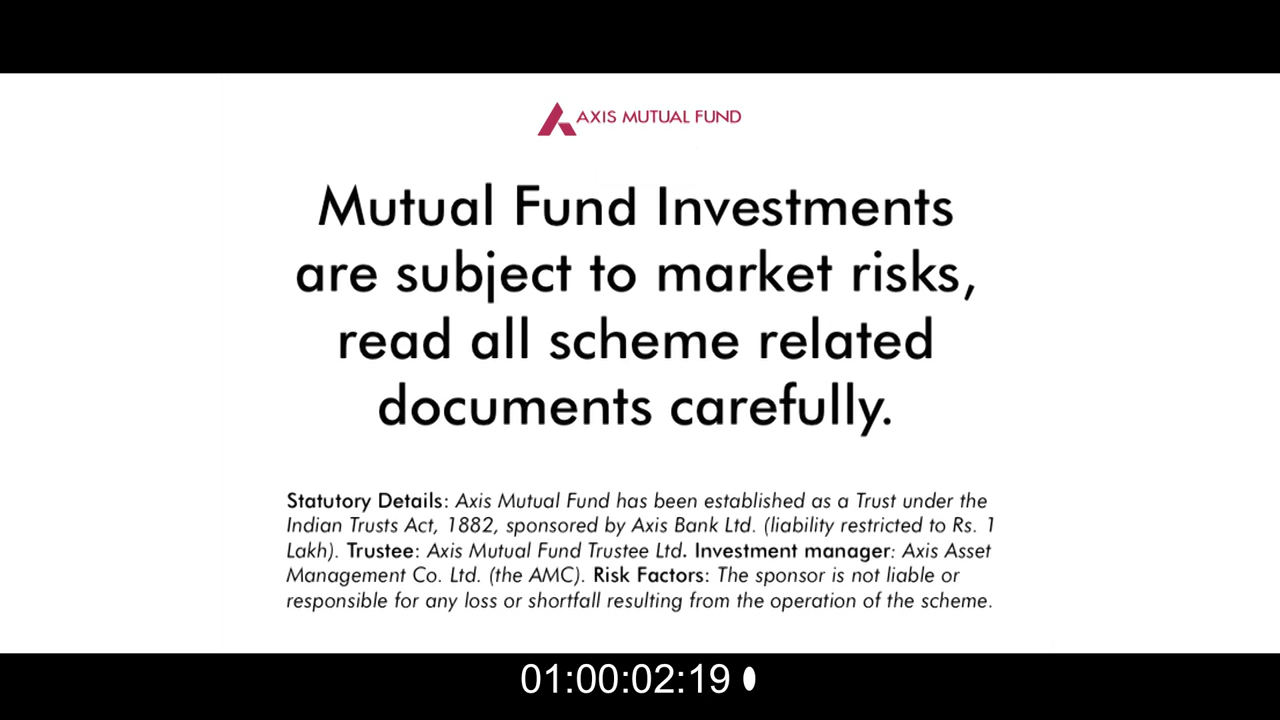 AXIS MUTUAL FUND
Mutual Fund Investments
are subject to market risks,
read all scheme related
documents carefully.
Statutory Details: Axis Mutual Fund has been established as a Trust under the
Indian Trusts Act, 1882, sponsored by Axis Bank Ltd. (liability restricted to Rs. 1
Lakh). Trustee: Axis Mutual Fund Trustee Ltd. Investment manager: Axis Asset
Management Co. Ltd. (the AMC). Risk Factors: The sponsor is not liable or
responsible for any loss or shortfall resulting from the operation of the scheme.
01:00:02:19